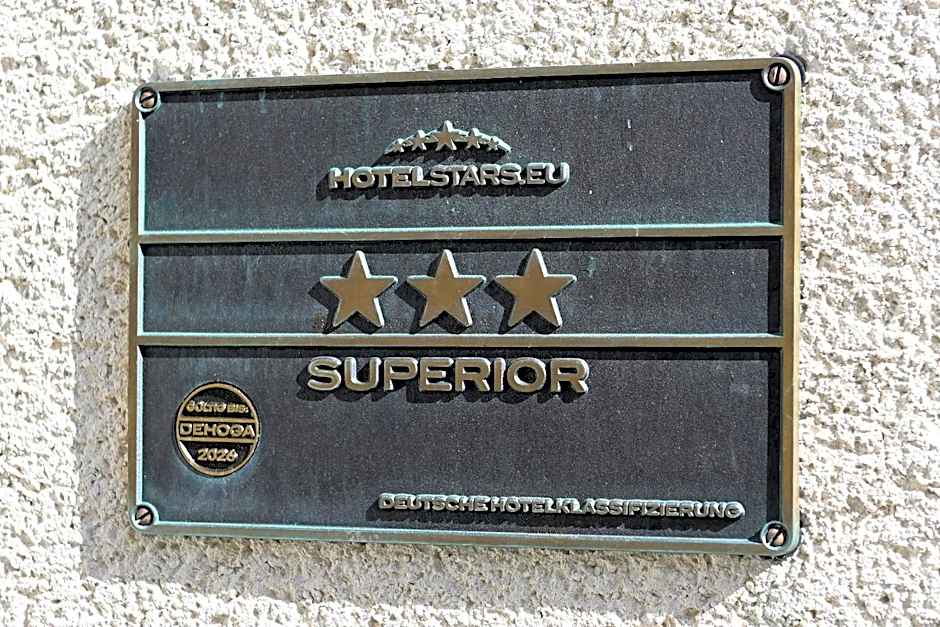 HOTELSTARS.EU
SUPERIOR
GÜLTIG BIS:
DEHOGA
2026
DEUTSCHE HOTELKLASSIFIZIERUNG